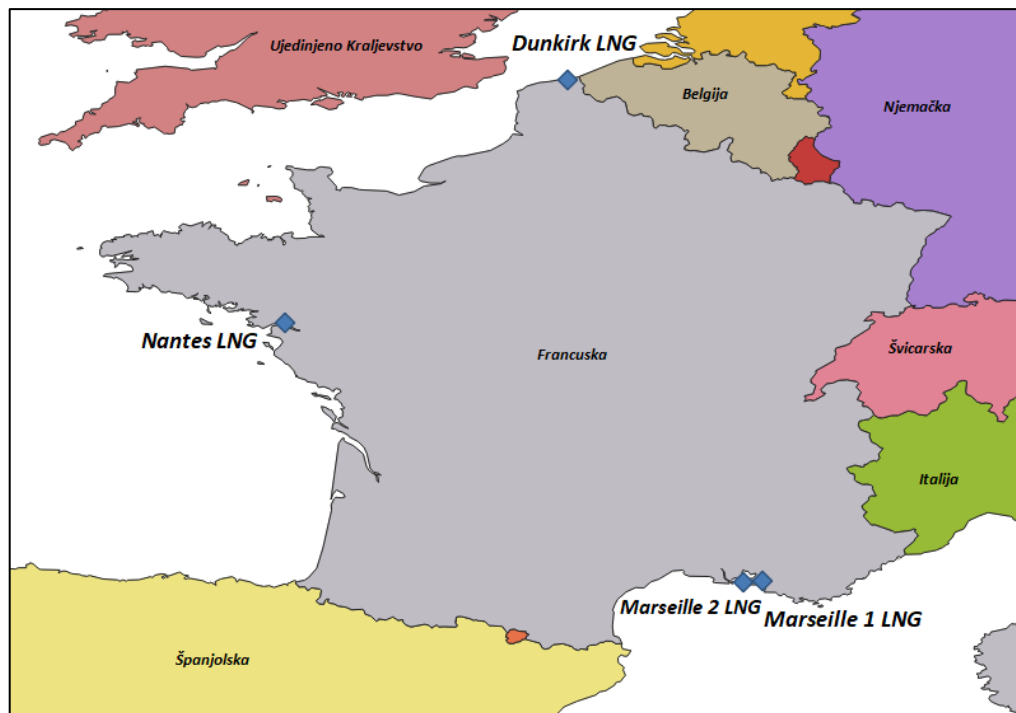 Ujedinjeno Kraljevstvo
Dunkirk LNG
Belgija
Njemačka
Nantes LNG
Francuska
Švicarska
Italija
Marseille 2 LNG
Marseille 1 LNG
Španjolska